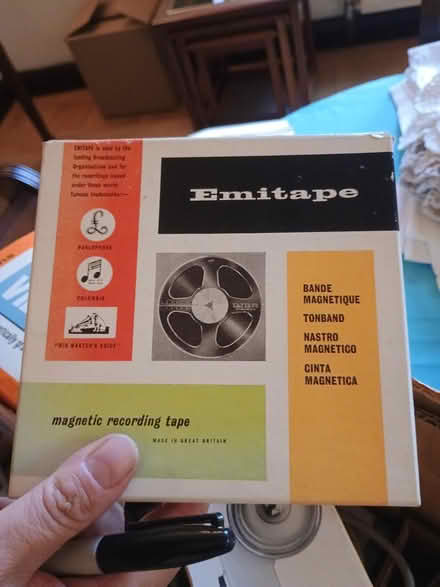 EMITAPE is used by the
leading Broadcasting
Organisations and for
the recordings issued
under these world
famous trademarks:—
£
PARLOPHONE
COLUMBIA
"HIS MASTER'S VOICE"
Emitape
BANDE
MAGNETIQUE
TONBAND
NASTRO
MAGNETICO
CINTA
MAGNETICA
magnetic recording tape
MADE IN GREAT BRITAIN